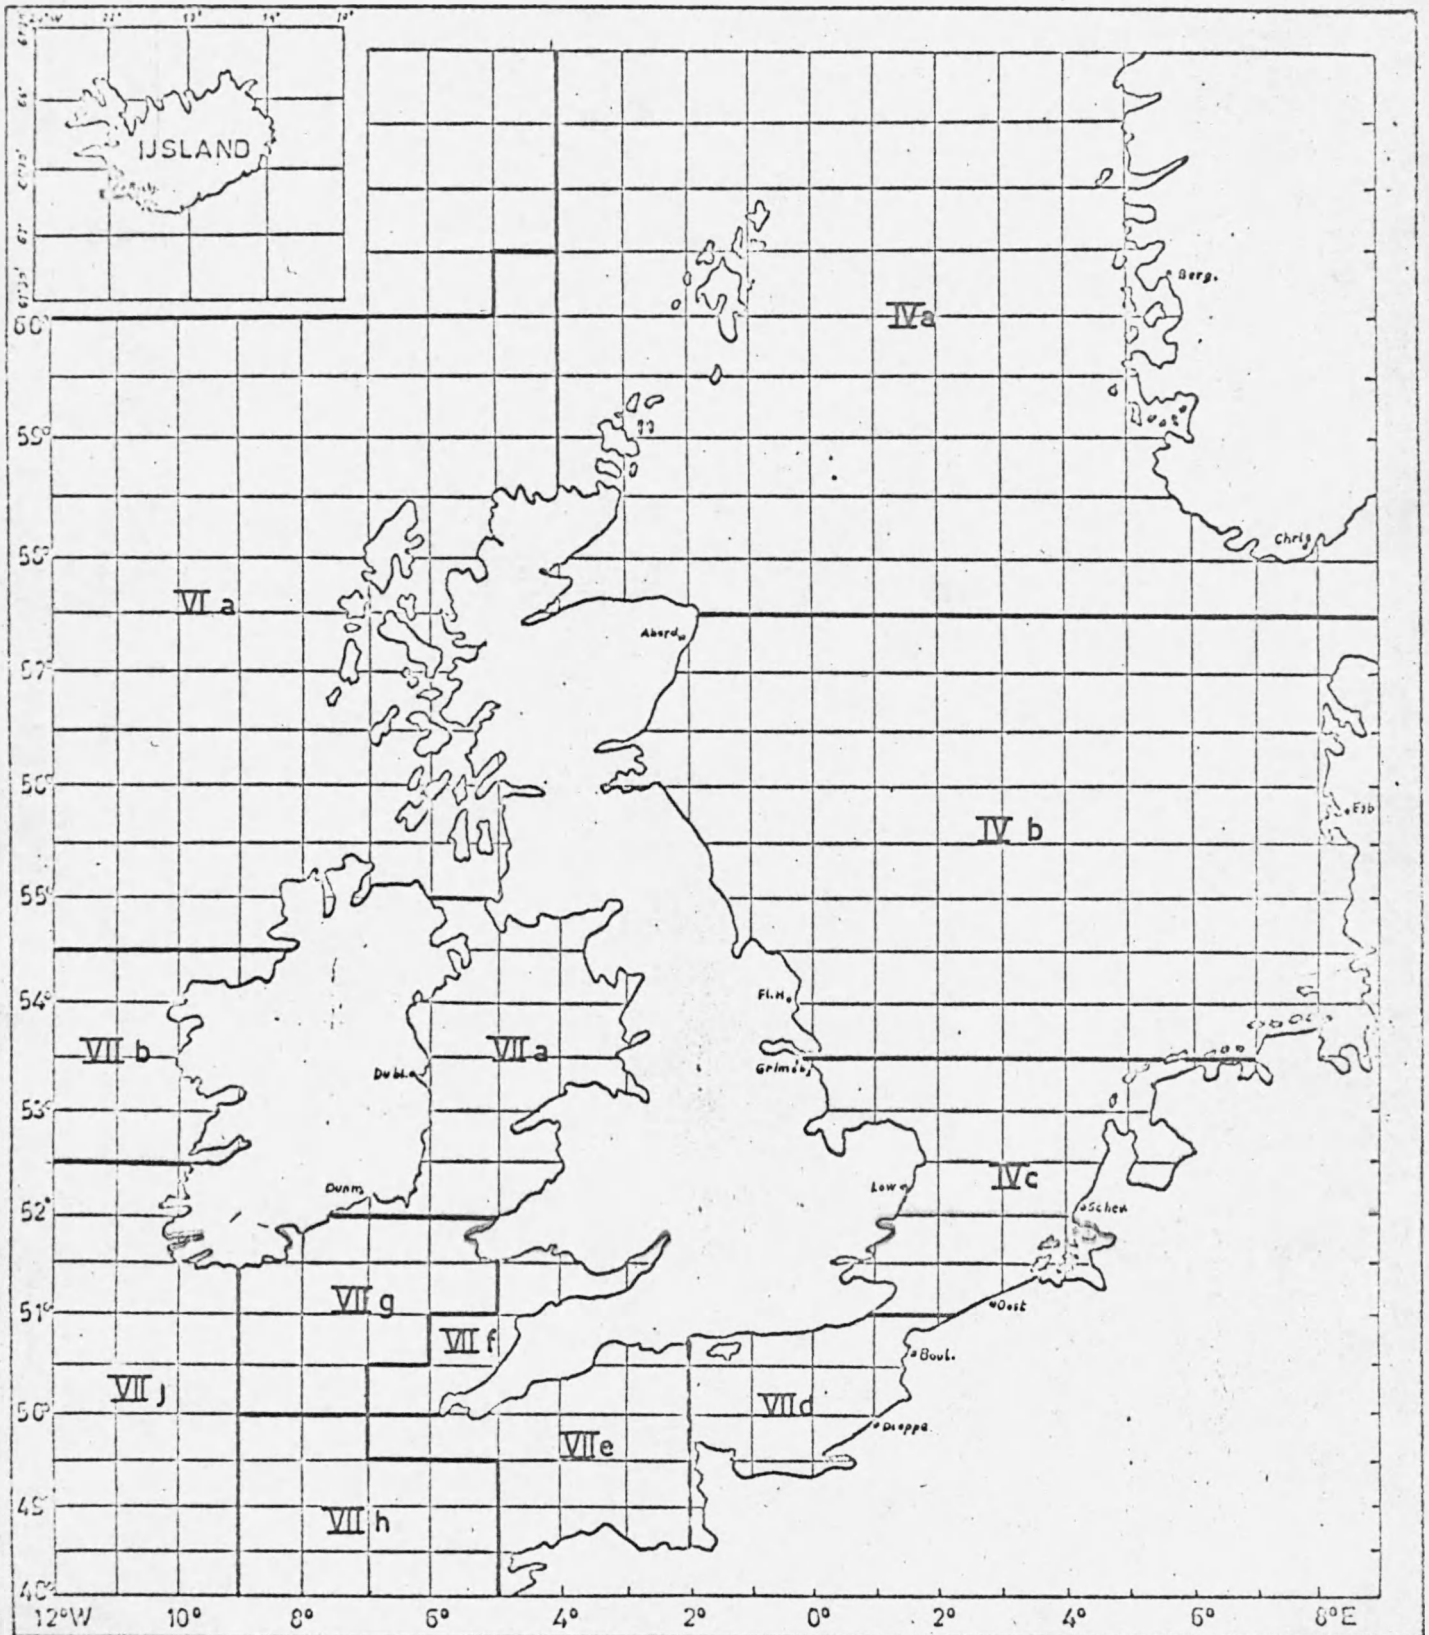 IJSLAND
60°
IVa
Berg.
59°
58°
Chris
VI a
Aberd.
57°
56°
IV b
Esb
55°
54°
Fl.H.
VII b
VII a
Dubl.
Grimsby
53°
IVc
Dunm.
Low
52°
Schev.
VII g
51°
Oost
VII f
Boul.
VII j
50°
VIId
Dieppe
VIIe
49°
VII h
12°W 10° 8° 6° 4° 2° 0° 2° 4° 6° 8°E